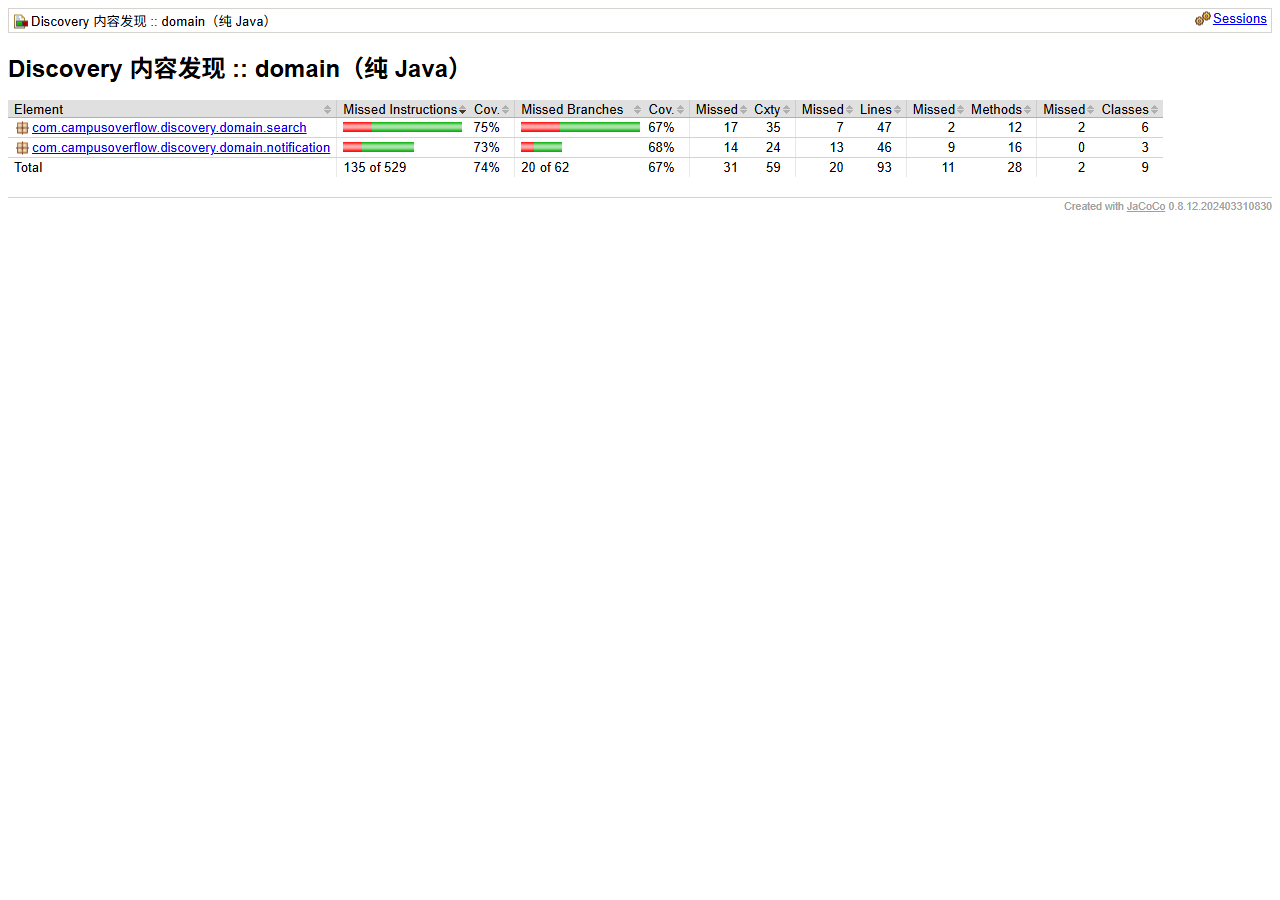 Discovery 内容发现 :: domain（纯 Java） Sessions
Discovery 内容发现 :: domain（纯 Java）
Element Missed Instructions Cov. Missed Branches Cov. Missed Cxty Missed Lines Missed Methods Missed Classes
com.campusoverflow.discovery.domain.search 75% 67% 17 35 7 47 2 12 2 6
com.campusoverflow.discovery.domain.notification 73% 68% 14 24 13 46 9 16 0 3
Total 135 of 529 74% 20 of 62 67% 31 59 20 93 11 28 2 9
Created with JaCoCo 0.8.12.202403310830